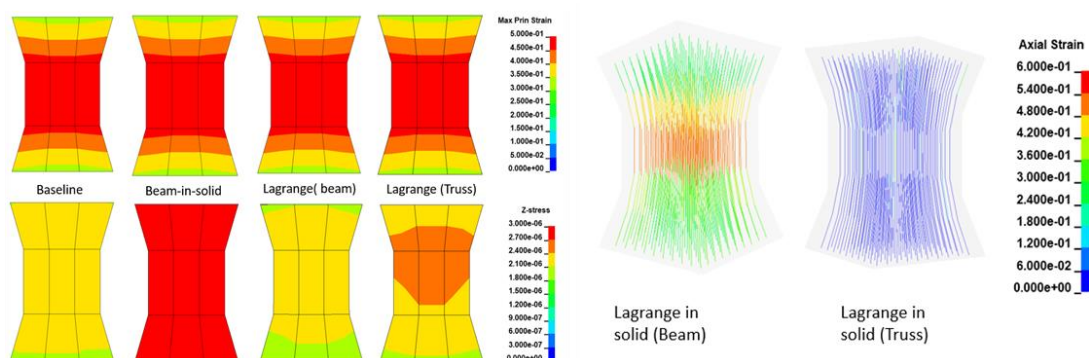 Max Prin Strain
5.000e-01
4.500e-01
4.000e-01
3.500e-01
3.000e-01
2.500e-01
2.000e-01
1.500e-01
1.000e-01
5.000e-02
0.000e+00
Baseline
Beam-in-solid
Lagrange( beam)
Lagrange (Truss)
Z-stress
3.000e-06
2.700e-06
2.400e-06
2.100e-06
1.800e-06
1.500e-06
1.200e-06
9.000e-07
6.000e-07
3.000e-07
0.000e+00
Lagrange in
solid (Beam)
Lagrange in
solid (Truss)
Axial Strain
6.000e-01
5.400e-01
4.800e-01
4.200e-01
3.600e-01
3.000e-01
2.400e-01
1.800e-01
1.200e-01
6.000e-02
0.000e+00